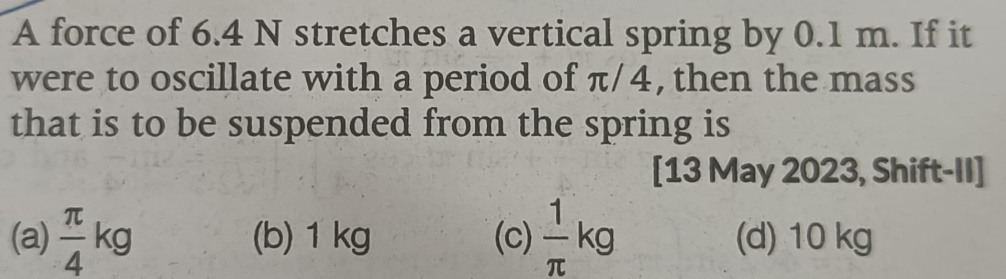 A force of 6.4 N stretches a vertical spring by 0.1 m. If it
were to oscillate with a period of π/4, then the mass
that is to be suspended from the spring is
[13 May 2023, Shift-II]
(a) π/4 kg (b) 1 kg (c) 1/π kg (d) 10 kg